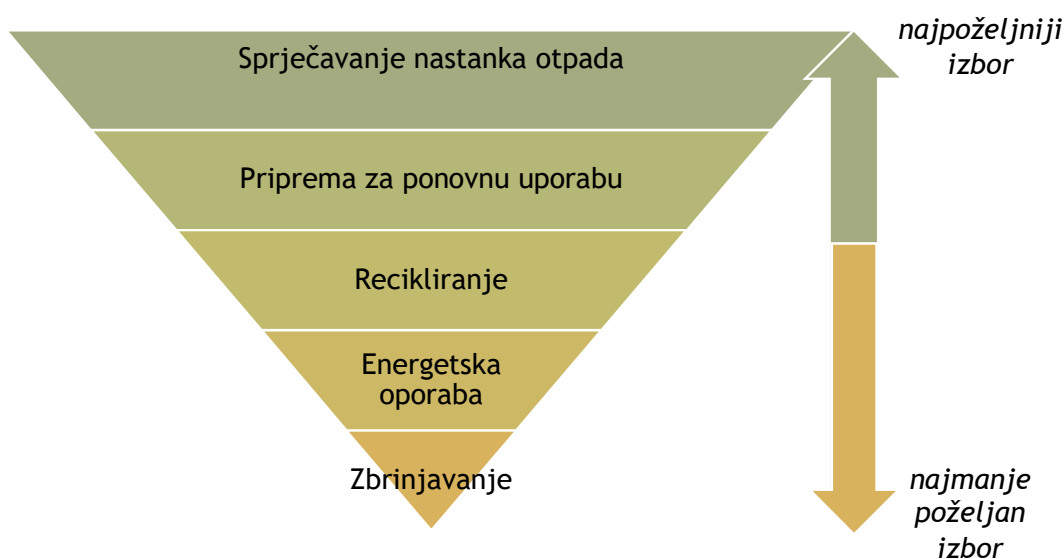 najpoželjniji
izbor
Sprječavanje nastanka otpada
Priprema za ponovnu uporabu
Recikliranje
Energetska
oporaba
Zbrinjavanje
najmanje
poželjan
izbor